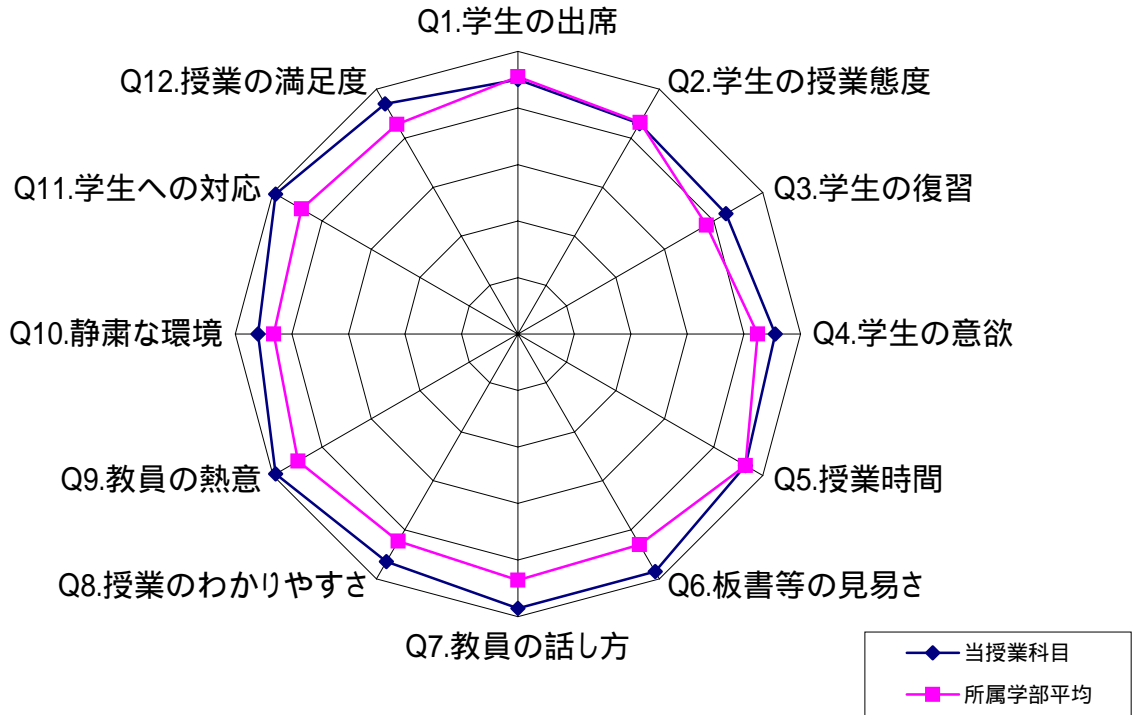 Q1.学生の出席
Q2.学生の授業態度
Q3.学生の復習
Q4.学生の意欲
Q5.授業時間
Q6.板書等の見易さ
Q7.教員の話し方
Q8.授業のわかりやすさ
Q9.教員の熱意
Q10.静粛な環境
Q11.学生への対応
Q12.授業の満足度
当授業科目
所属学部平均